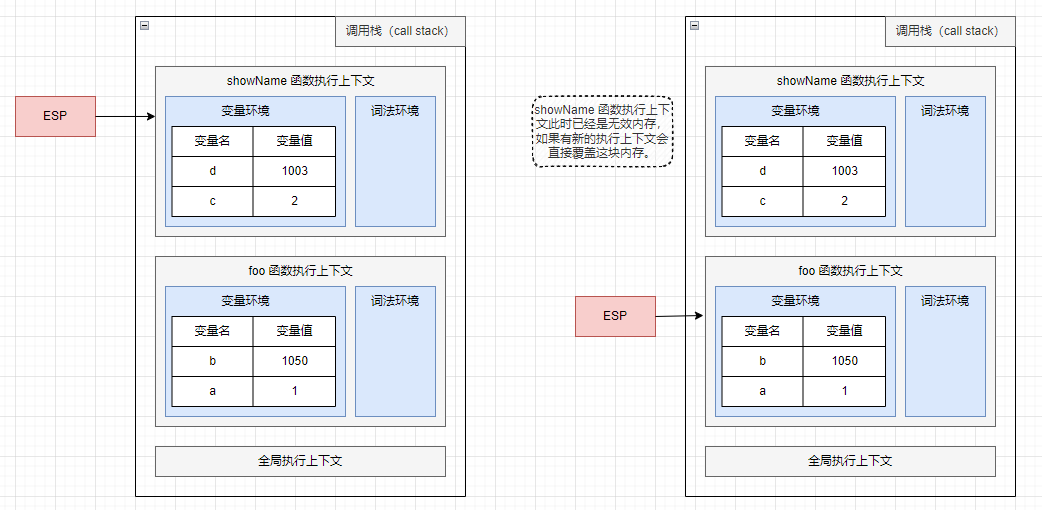 调用栈（call stack）
showName 函数执行上下文
ESP
变量环境
词法环境
变量名 变量值
d 1003
c 2
foo 函数执行上下文
变量环境
词法环境
变量名 变量值
b 1050
a 1
全局执行上下文
调用栈（call stack）
showName 函数执行上下文
showName 函数执行上下
文此时已经是无效内存，
如果有新的执行上下文会
直接覆盖这块内存。
变量环境
词法环境
变量名 变量值
d 1003
c 2
foo 函数执行上下文
ESP
变量环境
词法环境
变量名 变量值
b 1050
a 1
全局执行上下文